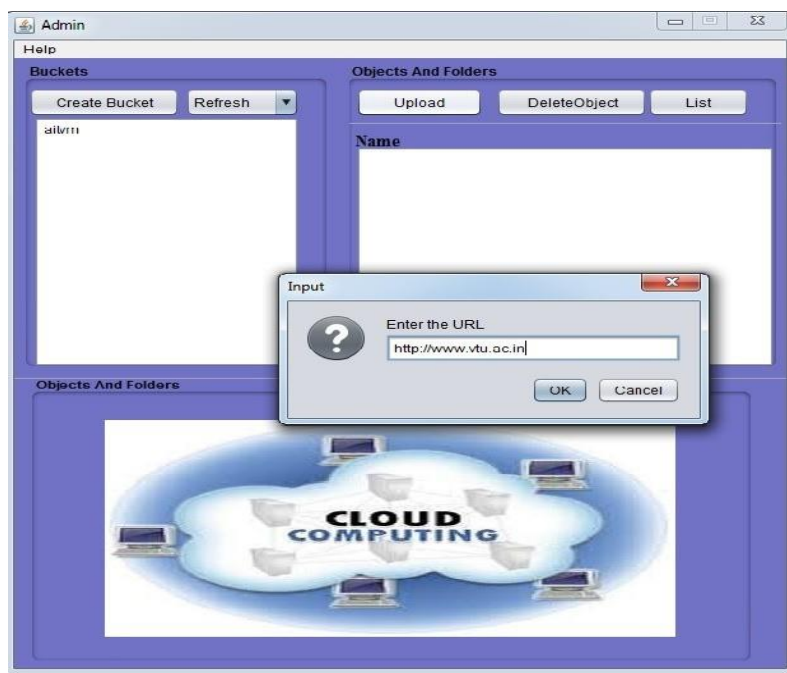 Admin
Help
Buckets
Objects And Folders
Create Bucket Refresh
Upload DeleteObject List
Name
Input
Enter the URL
http://www.vtu.ac.in
OK Cancel
Objects And Folders
CLOUD
COMPUTING